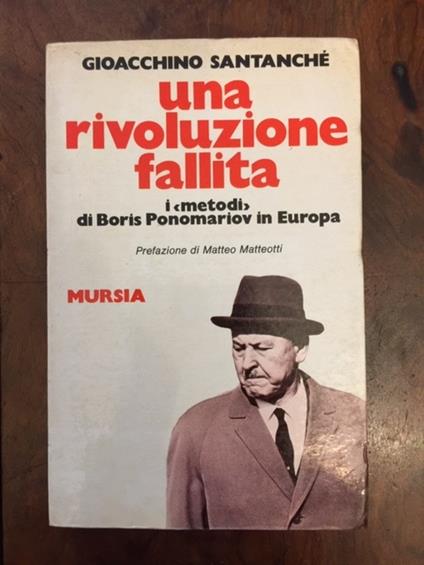 GIOACCHINO SANTANCHÉ
una
rivoluzione
fallita
i ‹metodi›
di Boris Ponomariov in Europa
Prefazione di Matteo Matteotti
MURSIA